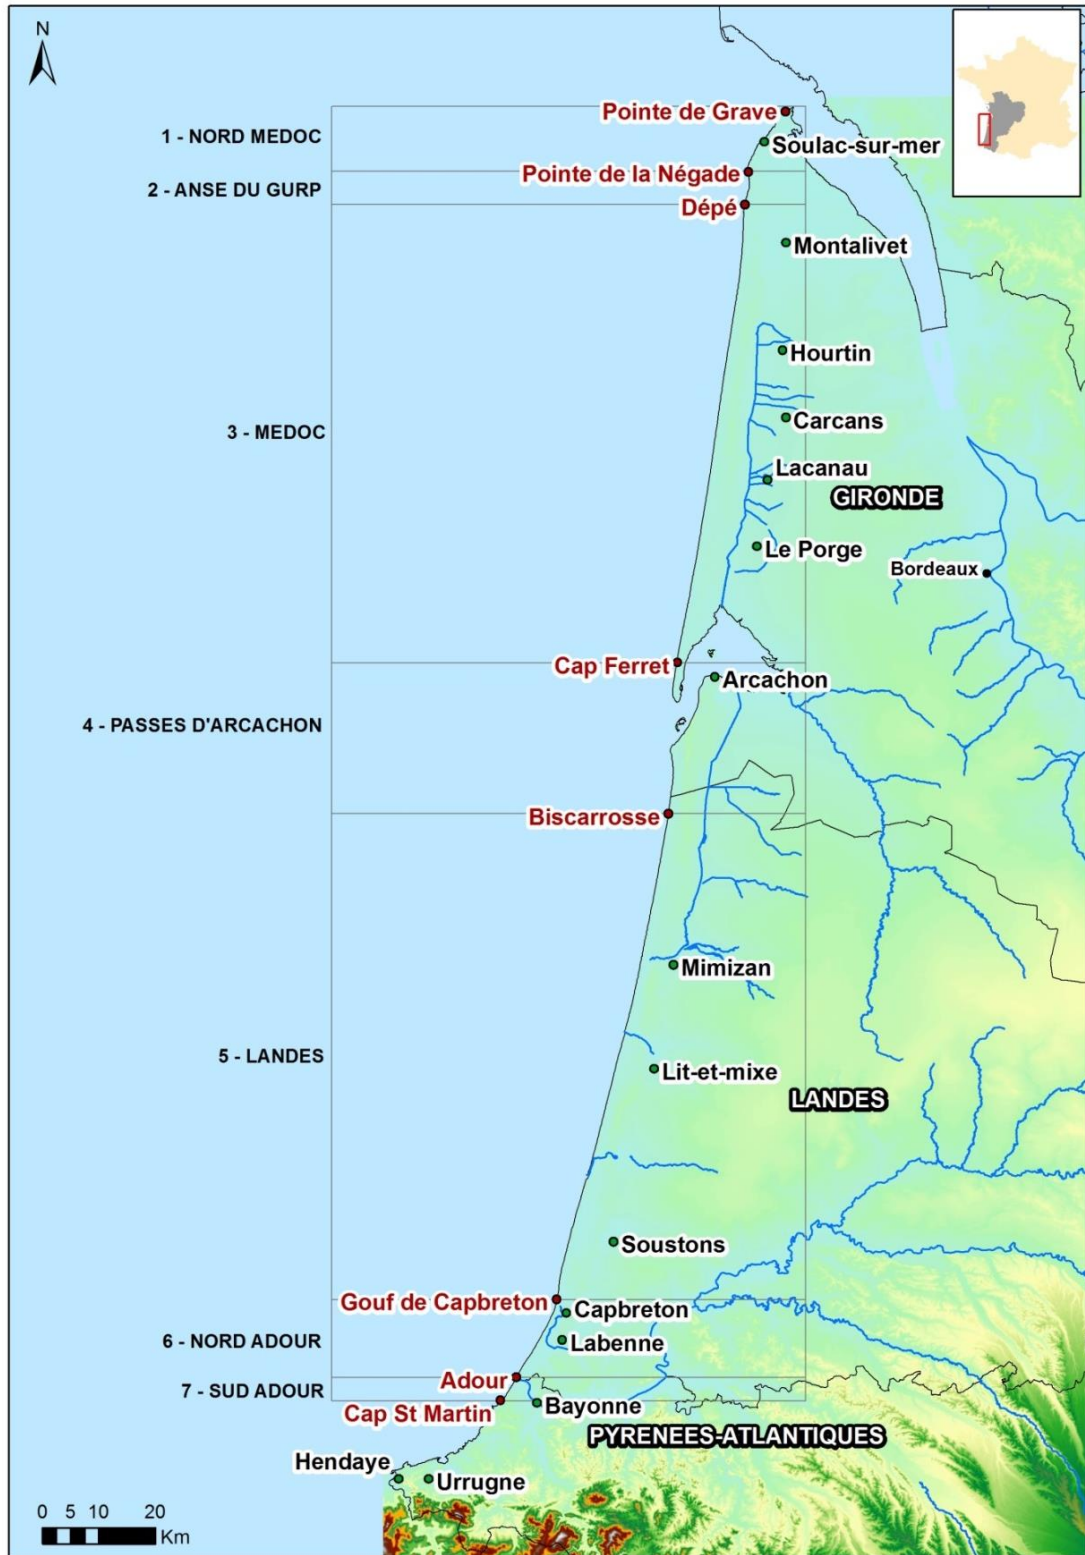 N
Pointe de Grave
1 - NORD MEDOC
Soulac-sur-mer
Pointe de la Négade
2 - ANSE DU GURP
Dépé
Montalivet
Hourtin
Carcans
3 - MEDOC
Lacanau
GIRONDE
Le Porge
Bordeaux
Cap Ferret
Arcachon
4 - PASSES D'ARCACHON
Biscarrosse
Mimizan
5 - LANDES
Lit-et-mixe
LANDES
Soustons
Gouf de Capbreton
Capbreton
6 - NORD ADOUR
Labenne
Adour
7 - SUD ADOUR
Cap St Martin
Bayonne
PYRENEES-ATLANTIQUES
Hendaye
Urrugne
0 5 10 20
Km